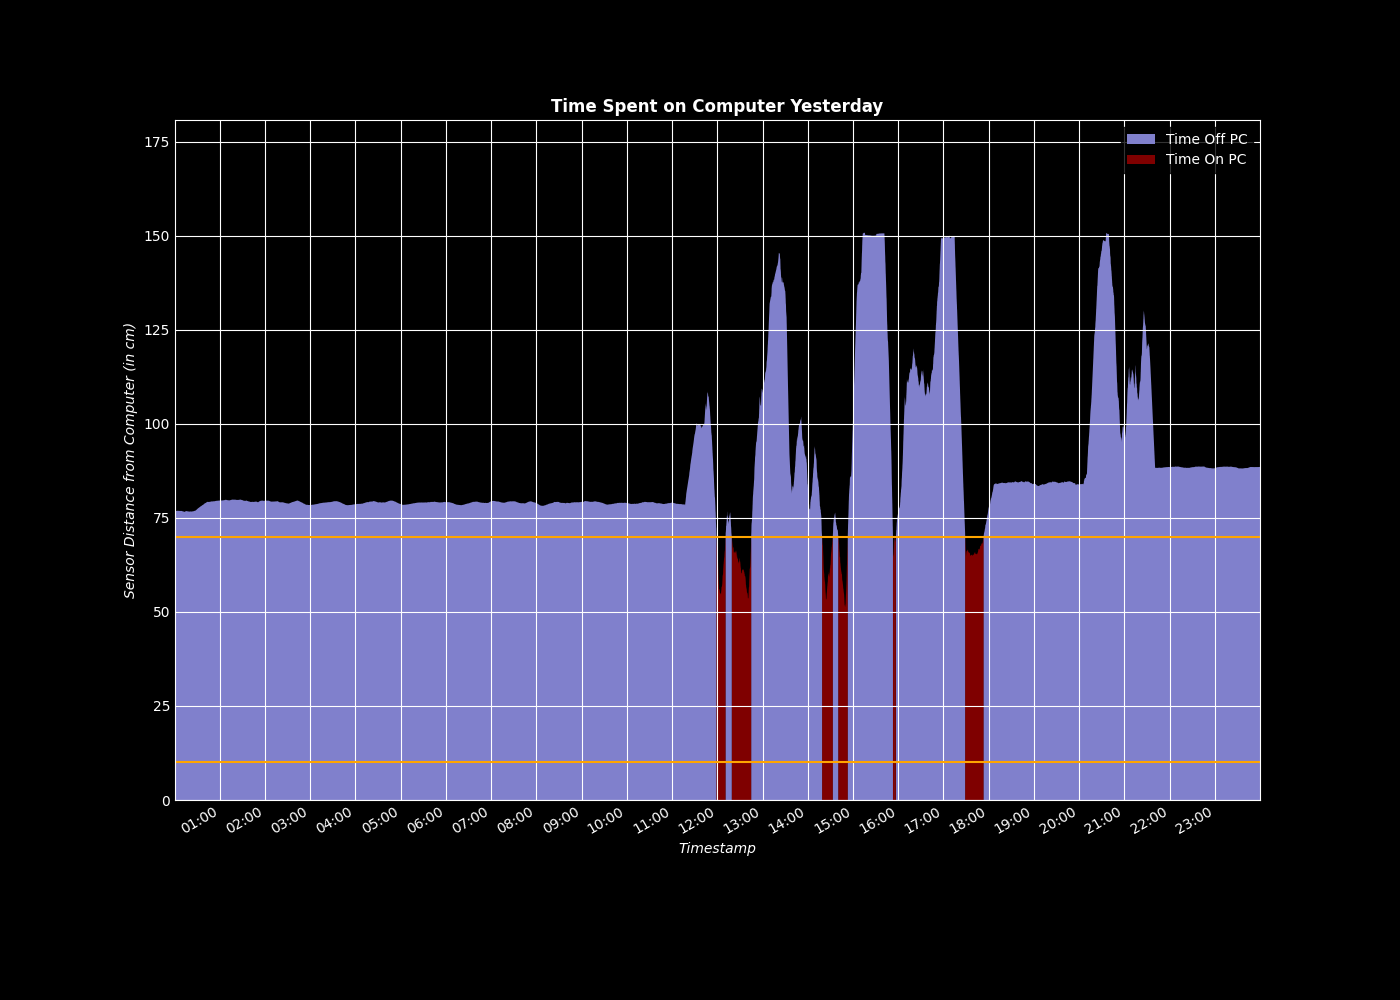 Time Spent on Computer Yesterday
Time Off PC
Time On PC
Sensor Distance from Computer (in cm)
175
150
125
100
75
50
25
0
01:00 02:00 03:00 04:00 05:00 06:00 07:00 08:00 09:00 10:00 11:00 12:00 13:00 14:00 15:00 16:00 17:00 18:00 19:00 20:00 21:00 22:00 23:00
Timestamp